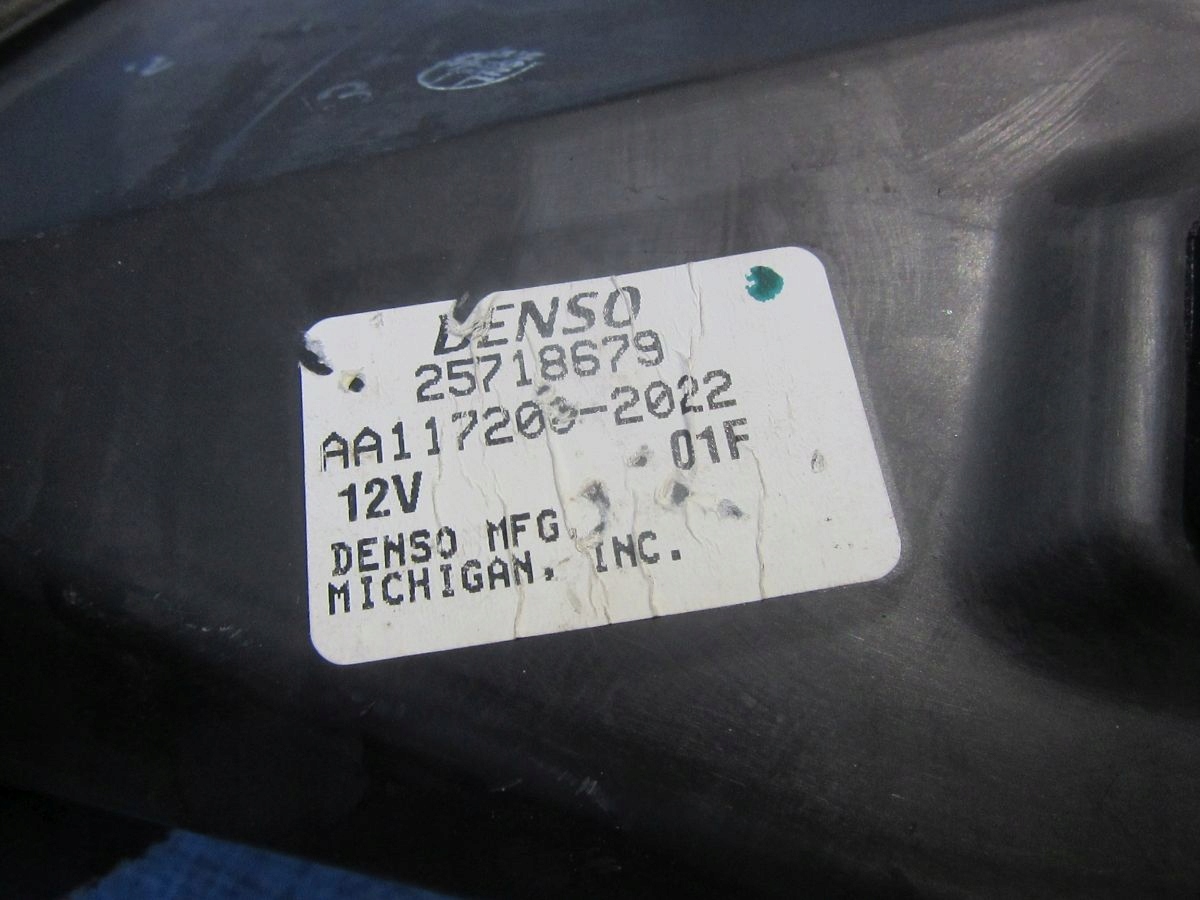 DENSO
25718679
AA117200-2022
01F
12V
DENSO MFG
MICHIGAN, INC.